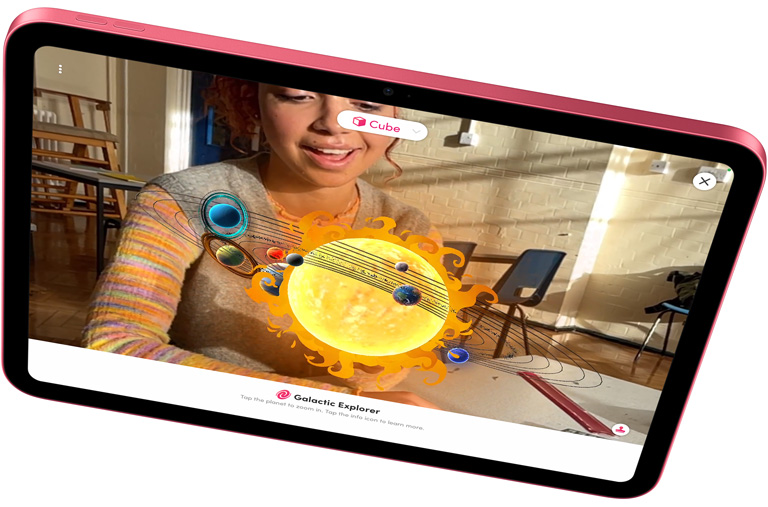 Cube
Galactic Explorer
Tap the planet to zoom in. Tap the info icon to learn more.